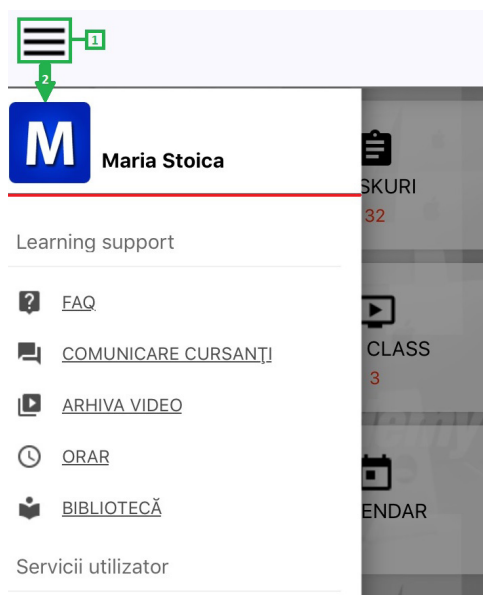 1
2
M
Maria Stoica
SKURI
32
Learning support
FAQ
CLASS
3
COMUNICARE CURSANȚI
ARHIVA VIDEO
ORAR
BIBLIOTECĂ
ENDAR
Servicii utilizator